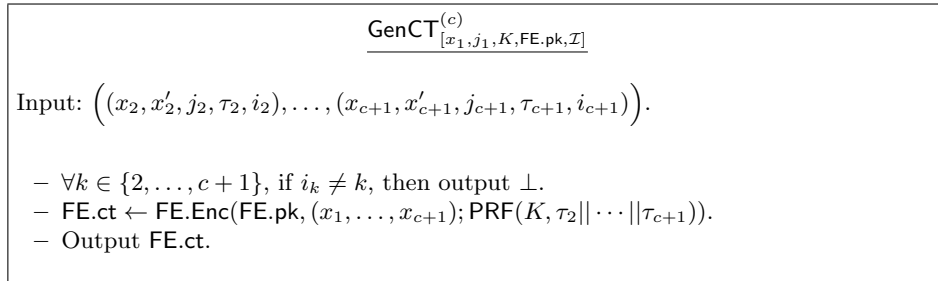 GenCT^{(c)}_{[x_1,j_1,K,FE.pk,\mathcal{I}]}
Input: ((x_2, x'_2, j_2, τ_2, i_2), . . . , (x_{c+1}, x'_{c+1}, j_{c+1}, τ_{c+1}, i_{c+1})).
– ∀k ∈ {2, . . . , c + 1}, if i_k ≠ k, then output ⊥.
– FE.ct ← FE.Enc(FE.pk, (x_1, . . . , x_{c+1}); PRF(K, τ_2|| · · · ||τ_{c+1})).
– Output FE.ct.